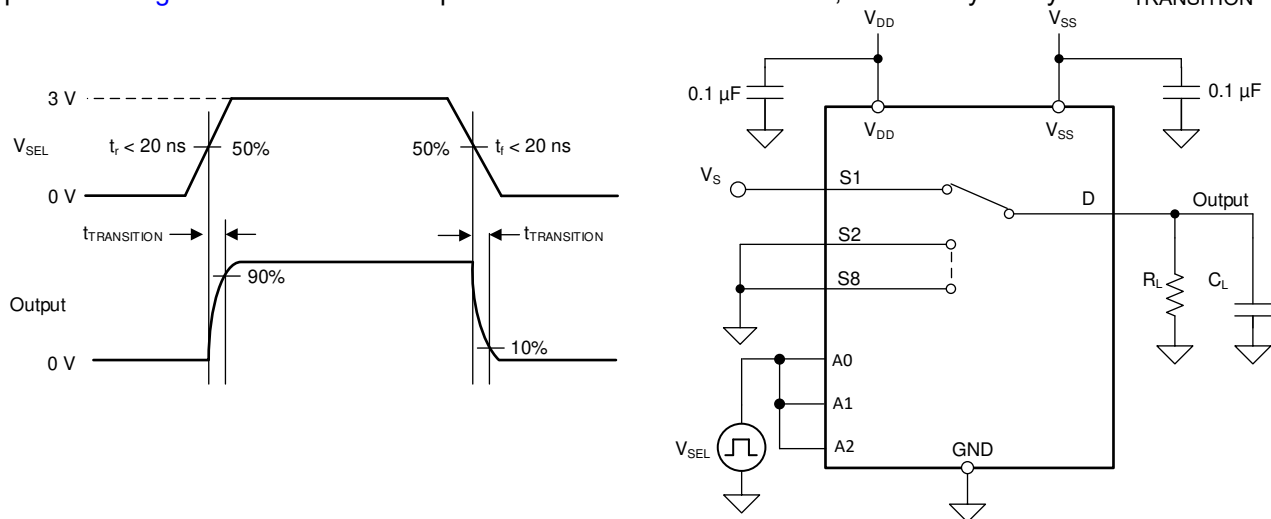 TRANSITION
3 V
V_SEL
t_r < 20 ns
50%
50%
t_f < 20 ns
0 V
t_TRANSITION
t_TRANSITION
90%
Output
10%
0 V
V_DD
V_SS
0.1 µF
0.1 µF
V_DD
V_SS
V_S
S1
D
Output
S2
S8
R_L
C_L
A0
A1
A2
V_SEL
GND